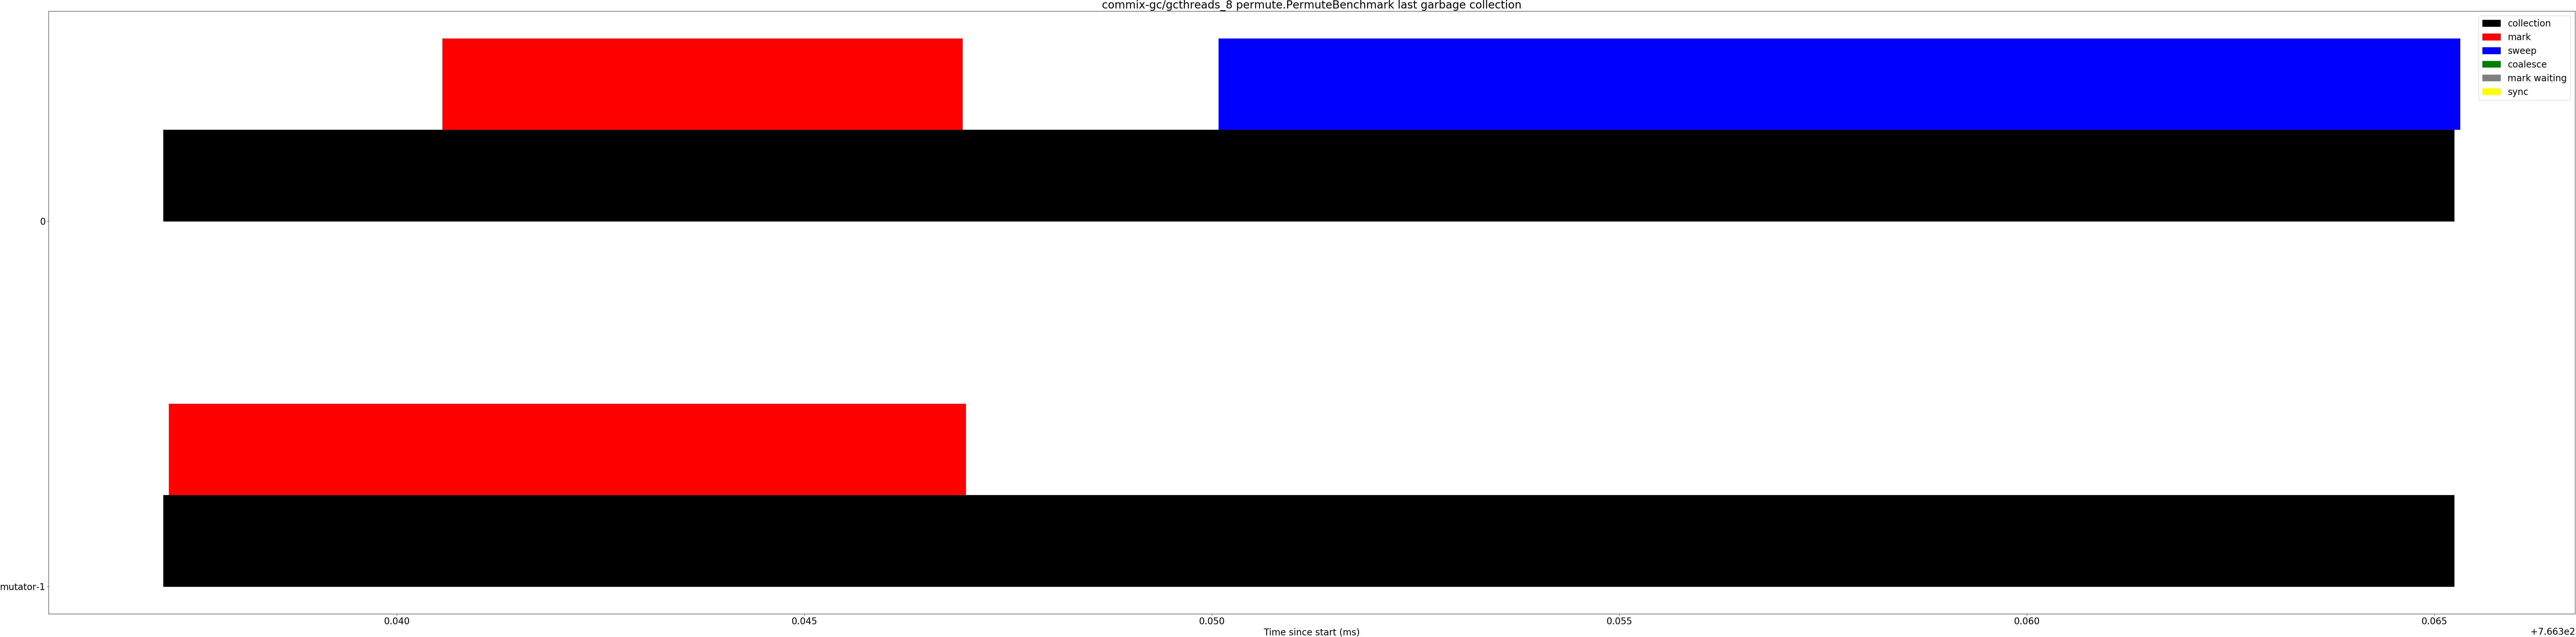 commix-gc/gcthreads_8 permute.PermuteBenchmark last garbage collection
collection
mark
sweep
coalesce
mark waiting
sync
0
mutator-1
0.040 0.045 0.050 0.055 0.060 0.065
Time since start (ms)
+7.663e2